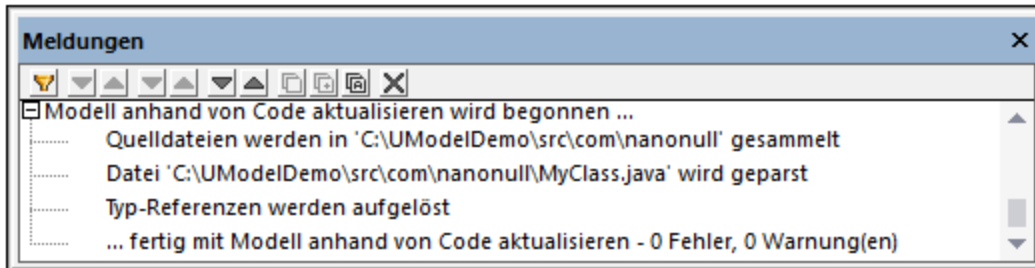 Meldungen
Modell anhand von Code aktualisieren wird begonnen ...
Quelldateien werden in 'C:\UModelDemo\src\com\nanonull' gesammelt
Datei 'C:\UModelDemo\src\com\nanonull\MyClass.java' wird geparst
Typ-Referenzen werden aufgelöst
... fertig mit Modell anhand von Code aktualisieren - 0 Fehler, 0 Warnung(en)